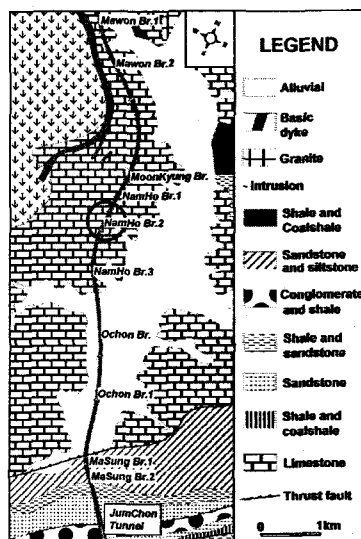 Mawon Br.1
Mawon Br.2
MoonKyung Br.
NamHo Br.1
NamHo Br.2
NamHo Br.3
Ochon Br.
Ochon Br.1
MaSung Br.1
MaSung Br.2
JumChon
Tunnel
LEGEND
Alluvial
Basic
dyke
Granite
Intrusion
Shale and
Coalshale
Sandstone
and siltstone
Conglomerate
and shale
Shale and
sandstone
Sandstone
Shale and
coalshale
Limestone
Thrust fault
0 1km